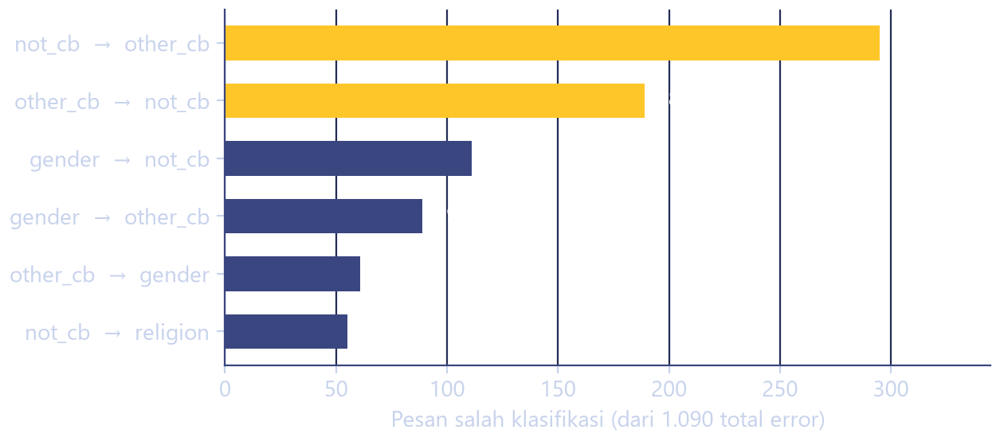 not_cb → other_cb
other_cb → not_cb
gender → not_cb
gender → other_cb
other_cb → gender
not_cb → religion
0 50 100 150 200 250 300
Pesan salah klasifikasi (dari 1.090 total error)